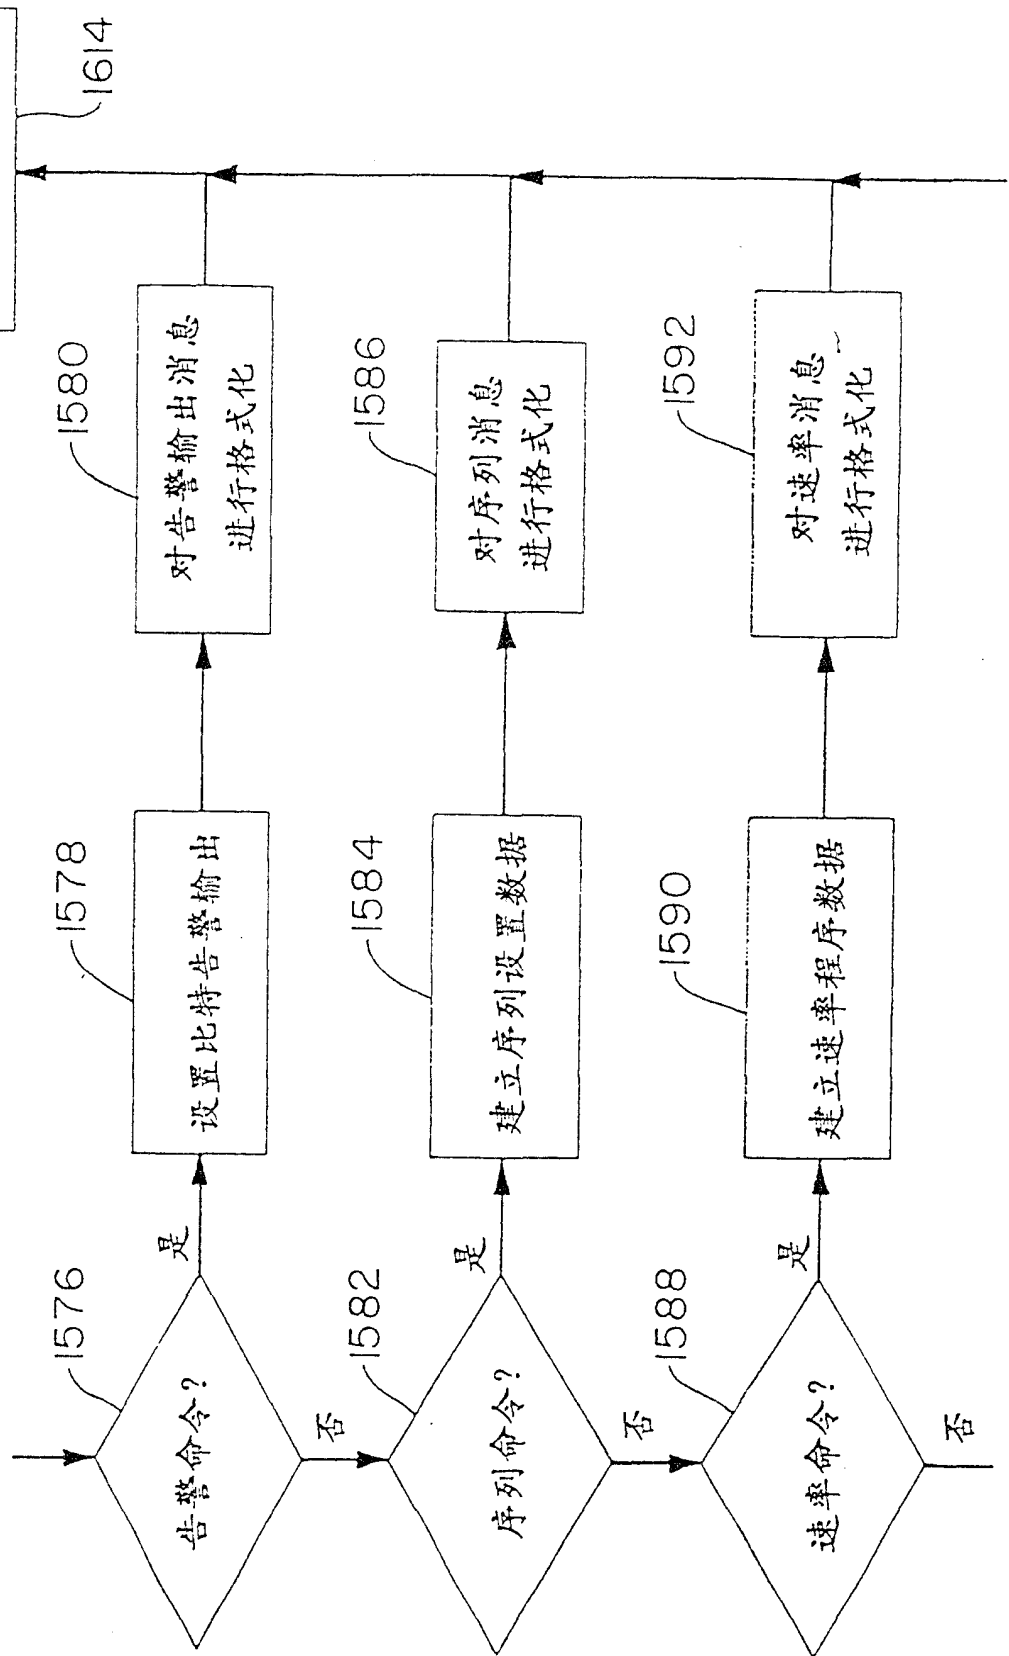 1614
1576
告警命令?
是
否
1578
设置比特告警输出
1580
对告警输出消息
进行格式化
1582
序列命令?
是
否
1584
建立序列设置数据
1586
对序列消息
进行格式化
1588
速率命令?
是
否
1590
建立速率程序数据
1592
对速率消息
进行格式化